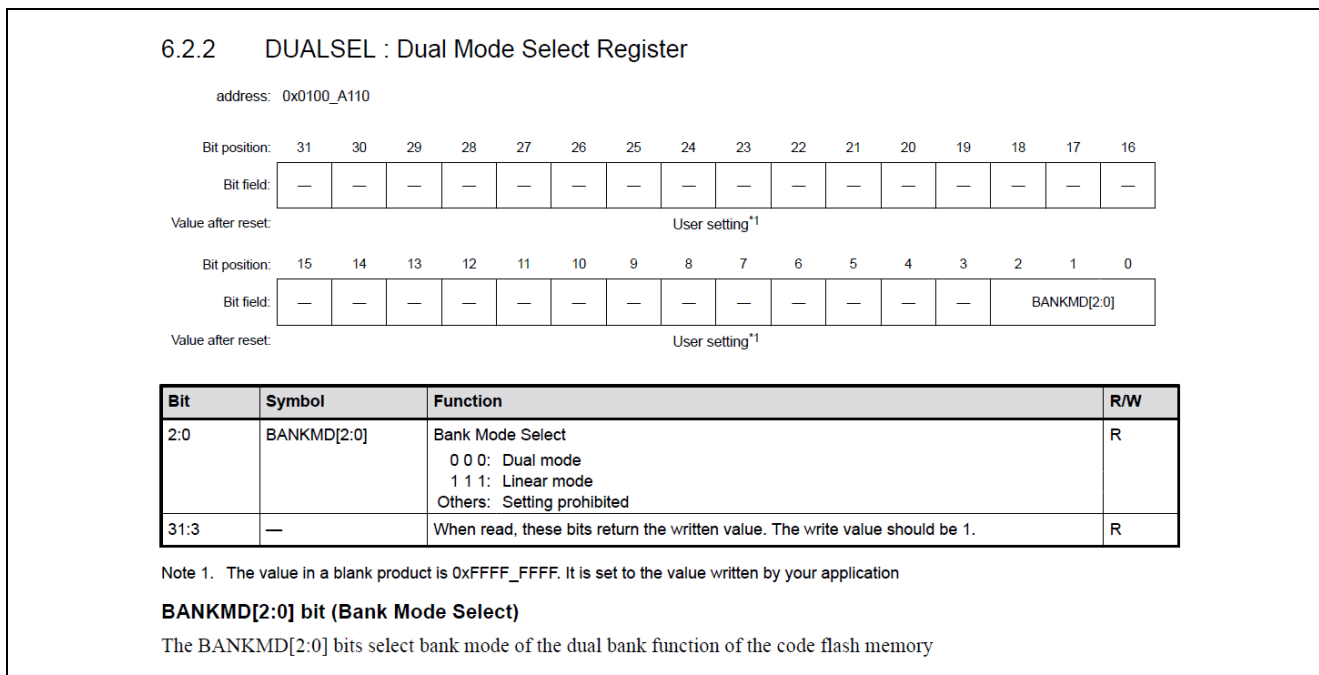 6.2.2 DUALSEL : Dual Mode Select Register
address: 0x0100_A110
Bit position: 31 30 29 28 27 26 25 24 23 22 21 20 19 18 17 16
Bit field: — — — — — — — — — — — — — — — —
Value after reset: User setting*1
Bit position: 15 14 13 12 11 10 9 8 7 6 5 4 3 2 1 0
Bit field: — — — — — — — — — — — — — BANKMD[2:0]
Value after reset: User setting*1
Bit Symbol Function R/W
2:0 BANKMD[2:0] Bank Mode Select R
0 0 0: Dual mode
1 1 1: Linear mode
Others: Setting prohibited
31:3 — When read, these bits return the written value. The write value should be 1. R
Note 1. The value in a blank product is 0xFFFF_FFFF. It is set to the value written by your application
BANKMD[2:0] bit (Bank Mode Select)
The BANKMD[2:0] bits select bank mode of the dual bank function of the code flash memory